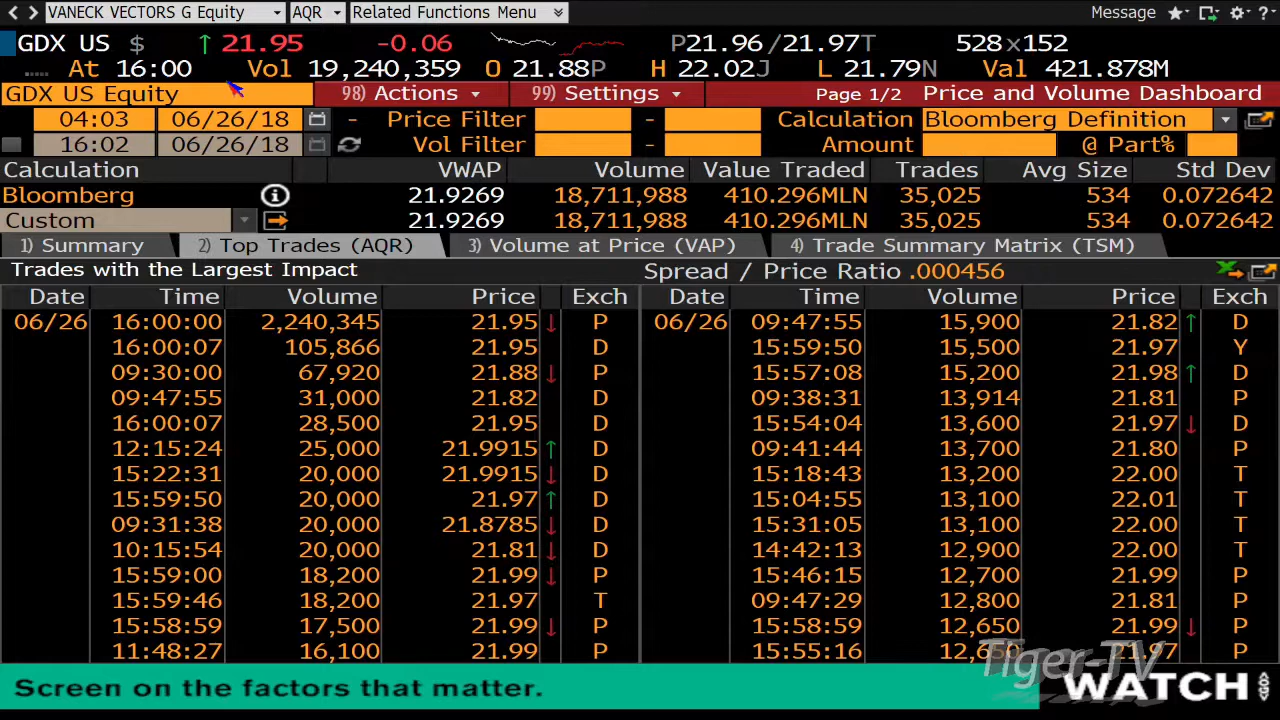 VANECK VECTORS G Equity AQR Related Functions Menu Message ?
GDX US $ ↑ 21.95 -0.06 P21.96 /21.97T 528 x152
At 16:00 Vol 19,240,359 O 21.88P H 22.02J L 21.79N Val 421.878M
GDX US Equity 98) Actions 99) Settings Page 1/2 Price and Volume Dashboard
04:03 06/26/18 - Price Filter - Calculation Bloomberg Definition
16:02 06/26/18 Vol Filter - Amount @ Part%
Calculation VWAP Volume Value Traded Trades Avg Size Std Dev
Bloomberg 21.9269 18,711,988 410.296MLN 35,025 534 0.072642
Custom 21.9269 18,711,988 410.296MLN 35,025 534 0.072642
1) Summary 2) Top Trades (AQR) 3) Volume at Price (VAP) 4) Trade Summary Matrix (TSM)
Trades with the Largest Impact Spread / Price Ratio .000456
Date Time Volume Price Exch Date Time Volume Price Exch
06/26 16:00:00 2,240,345 21.95 ↓ P 06/26 09:47:55 15,900 21.82 ↑ D
16:00:07 105,866 21.95 D 15:59:50 15,500 21.97 Y
09:30:00 67,920 21.88 ↓ P 15:57:08 15,200 21.98 ↑ D
09:47:55 31,000 21.82 D 09:38:31 13,914 21.81 P
16:00:07 28,500 21.95 D 15:54:04 13,600 21.97 ↓ D
12:15:24 25,000 21.9915 ↑ D 09:41:44 13,700 21.80 P
15:22:31 20,000 21.9915 ↓ D 15:18:43 13,200 22.00 T
15:59:50 20,000 21.97 ↑ D 15:04:55 13,100 22.01 T
09:31:38 20,000 21.8785 ↓ D 15:31:05 13,100 22.00 T
10:15:54 20,000 21.81 ↓ D 14:42:13 12,900 22.00 T
15:59:00 18,200 21.99 ↓ P 15:46:15 12,700 21.99 P
15:59:46 18,200 21.97 T 09:47:29 12,800 21.81 P
15:58:59 17,500 21.99 ↓ P 15:58:59 12,650 21.99 ↓ P
11:48:27 16,100 21.99 P 15:55:16 12,650 21.97 P
Tiger-TV
Screen on the factors that matter. WATCH